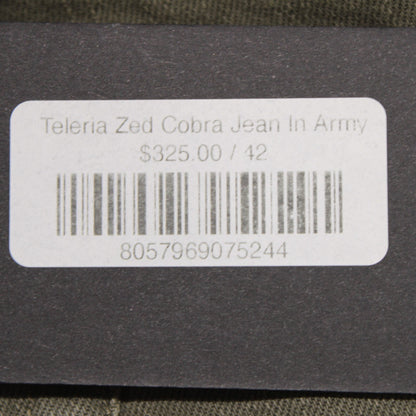 Teleria Zed Cobra Jean In Army
$325.00 / 42
8057969075244